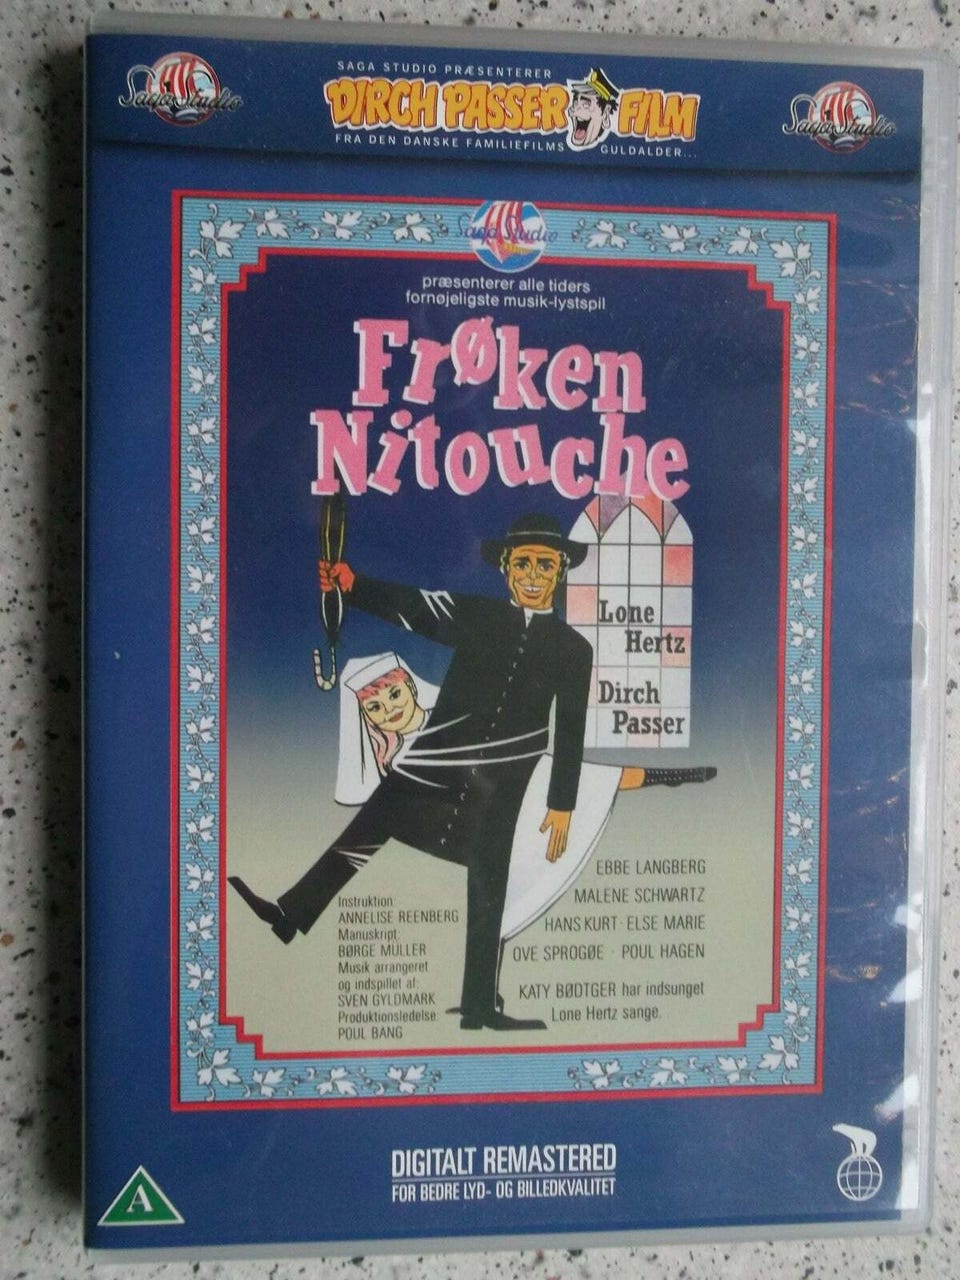 SAGA STUDIO PRÆSENTERER
Saga Studio
DIRCH PASSER FILM
Saga Studio
FRA DEN DANSKE FAMILIEFILMS GULDALDER...
Saga Studio
præsenterer alle tiders
fornøjeligste musik-lystspil
Frøken
Nitouche
Lone
Hertz
Dirch
Passer
EBBE LANGBERG
MALENE SCHWARTZ
HANS KURT · ELSE MARIE
OVE SPROGØE · POUL HAGEN
KATY BØDTGER har indsunget
Lone Hertz sange.
Instruktion:
ANNELISE REENBERG
Manuskript:
BØRGE MÜLLER
Musik arrangeret
og indspillet af:
SVEN GYLDMARK
Produktionsledelse:
POUL BANG
DIGITALT REMASTERED
FOR BEDRE LYD- OG BILLEDKVALITET
A